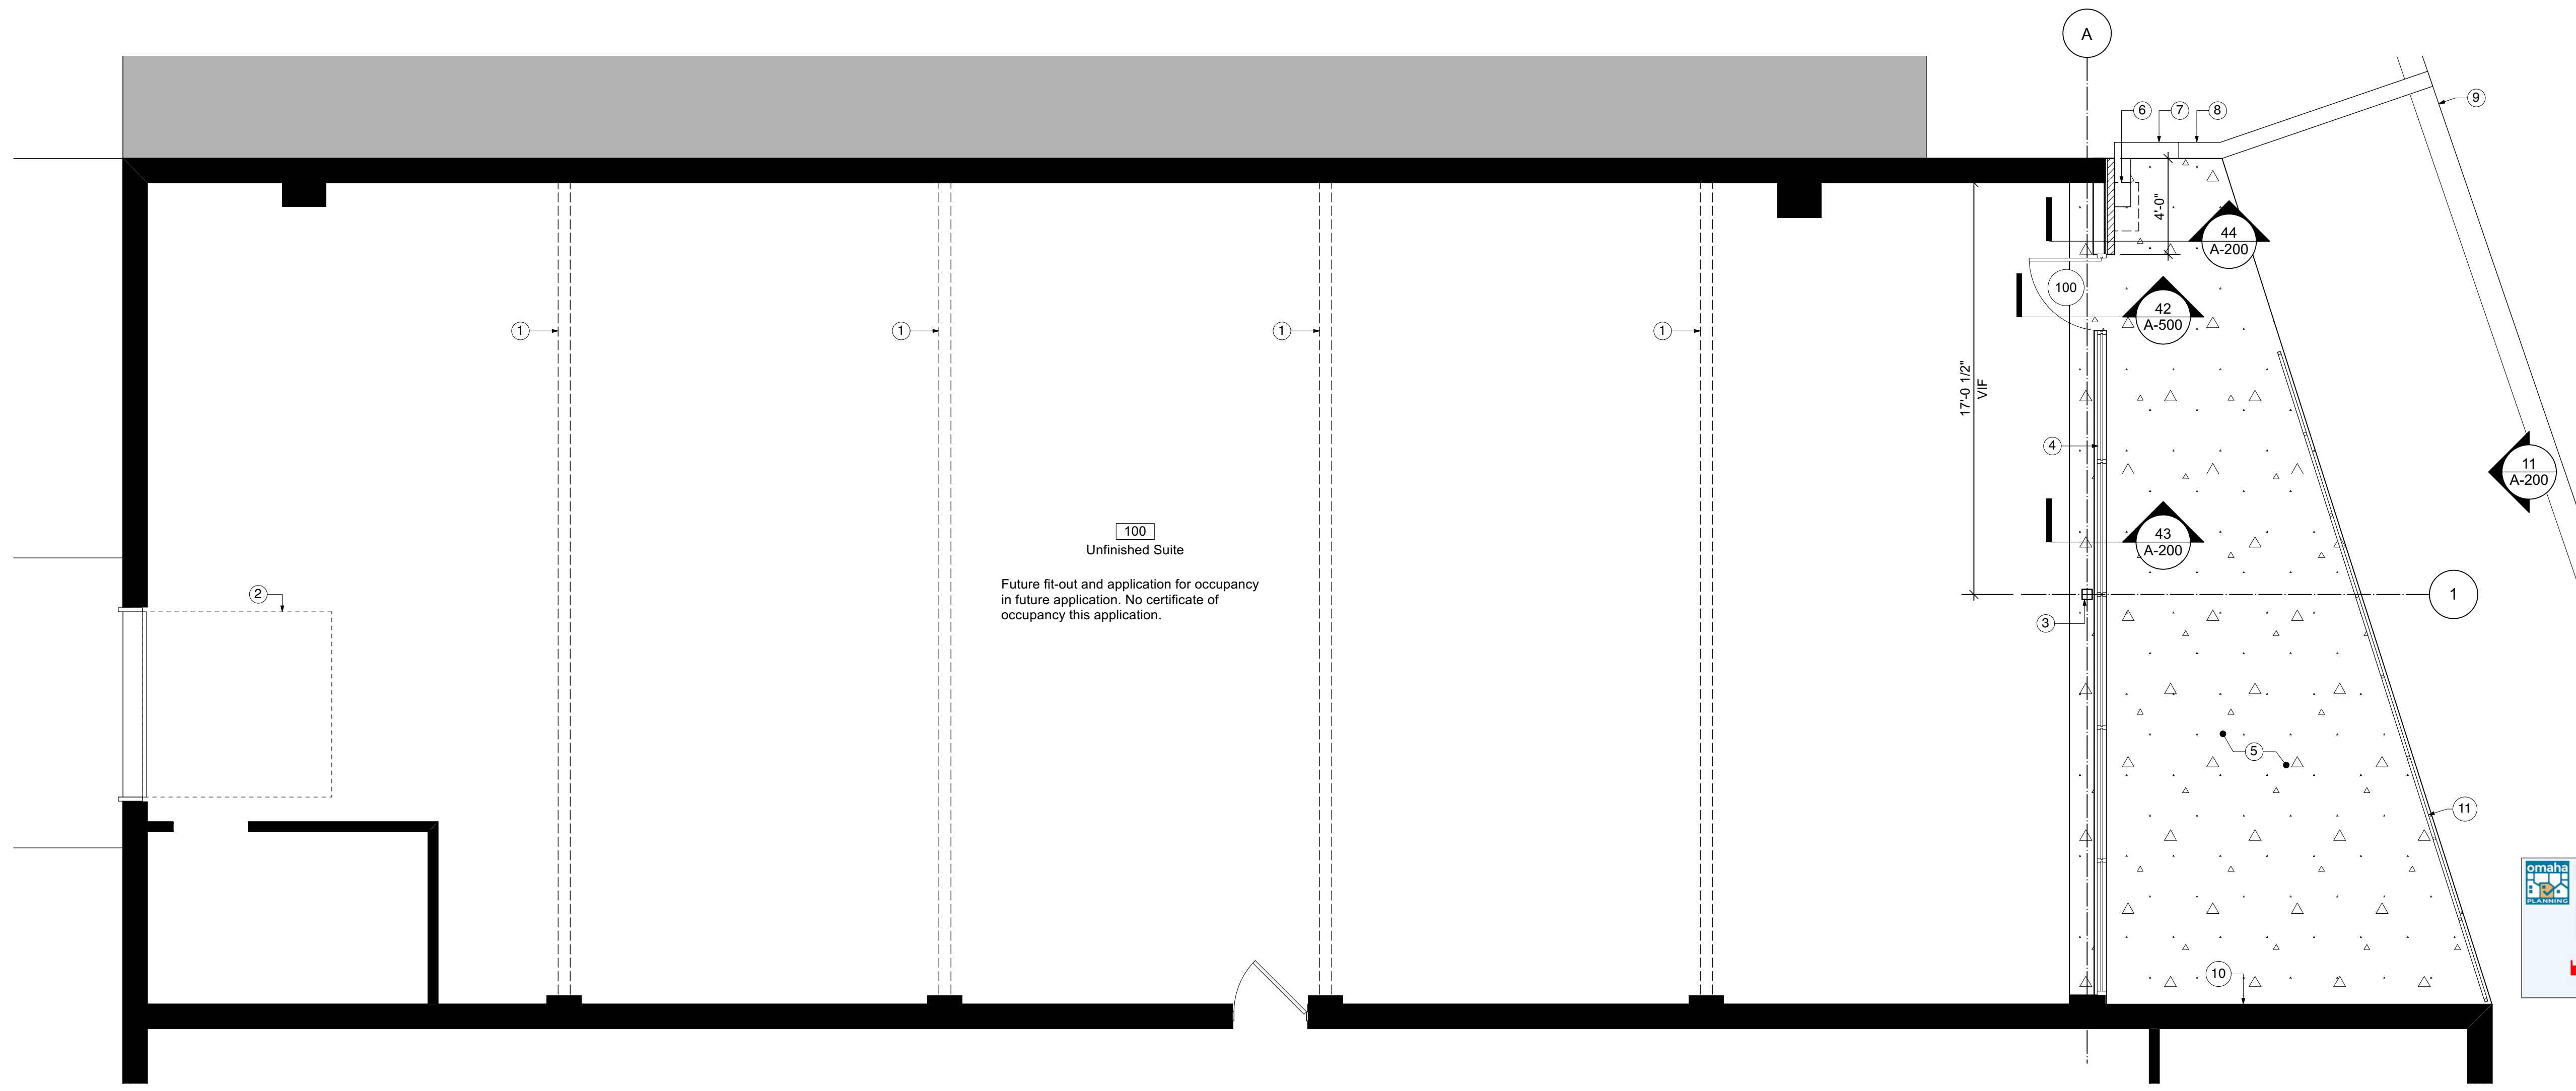 A
6
7
8
9
4'-0"
44
A-200
100
42
A-500
1
1
1
1
17'-0 1/2"
VIF
4
11
A-200
100
Unfinished Suite
43
A-200
Future fit-out and application for occupancy
in future application. No certificate of
occupancy this application.
2
1
3
5
11
omaha
PLANNING
10